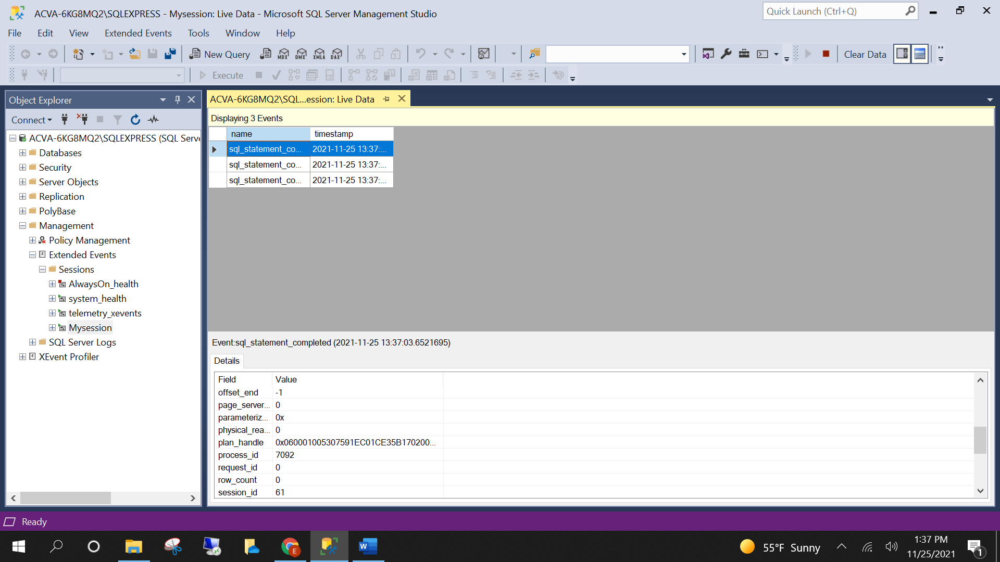 ACVA-6KG8MQ2\SQLEXPRESS - Mysession: Live Data - Microsoft SQL Server Management Studio
Quick Launch (Ctrl+Q)
File Edit View Extended Events Tools Window Help
New Query MDX DMX XMLA DAX Clear Data
Execute
Object Explorer
Connect
ACVA-6KG8MQ2\SQLEXPRESS (SQL Serve
Databases
Security
Server Objects
Replication
PolyBase
Management
Policy Management
Extended Events
Sessions
AlwaysOn_health
system_health
telemetry_xevents
Mysession
SQL Server Logs
XEvent Profiler
ACVA-6KG8MQ2\SQL...ession: Live Data
Displaying 3 Events
name timestamp
sql_statement_co... 2021-11-25 13:37:...
sql_statement_co... 2021-11-25 13:37:...
sql_statement_co... 2021-11-25 13:37:...
Event:sql_statement_completed (2021-11-25 13:37:03.6521695)
Details
Field Value
offset_end -1
page_server... 0
parameteriz... 0x
physical_rea... 0
plan_handle 0x060001005307591EC01CE35B170200...
process_id 7092
request_id 0
row_count 0
session_id 61
Ready
E
W
55°F Sunny
1:37 PM
11/25/2021
1